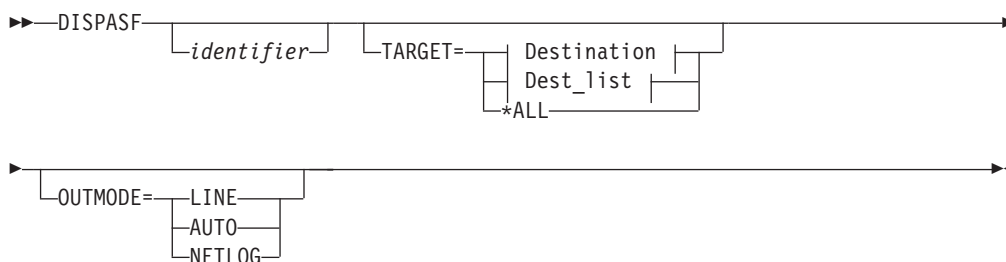 DISPASF
identifier
TARGET=
Destination
Dest_list
*ALL
OUTMODE=
LINE
AUTO
NETLOG